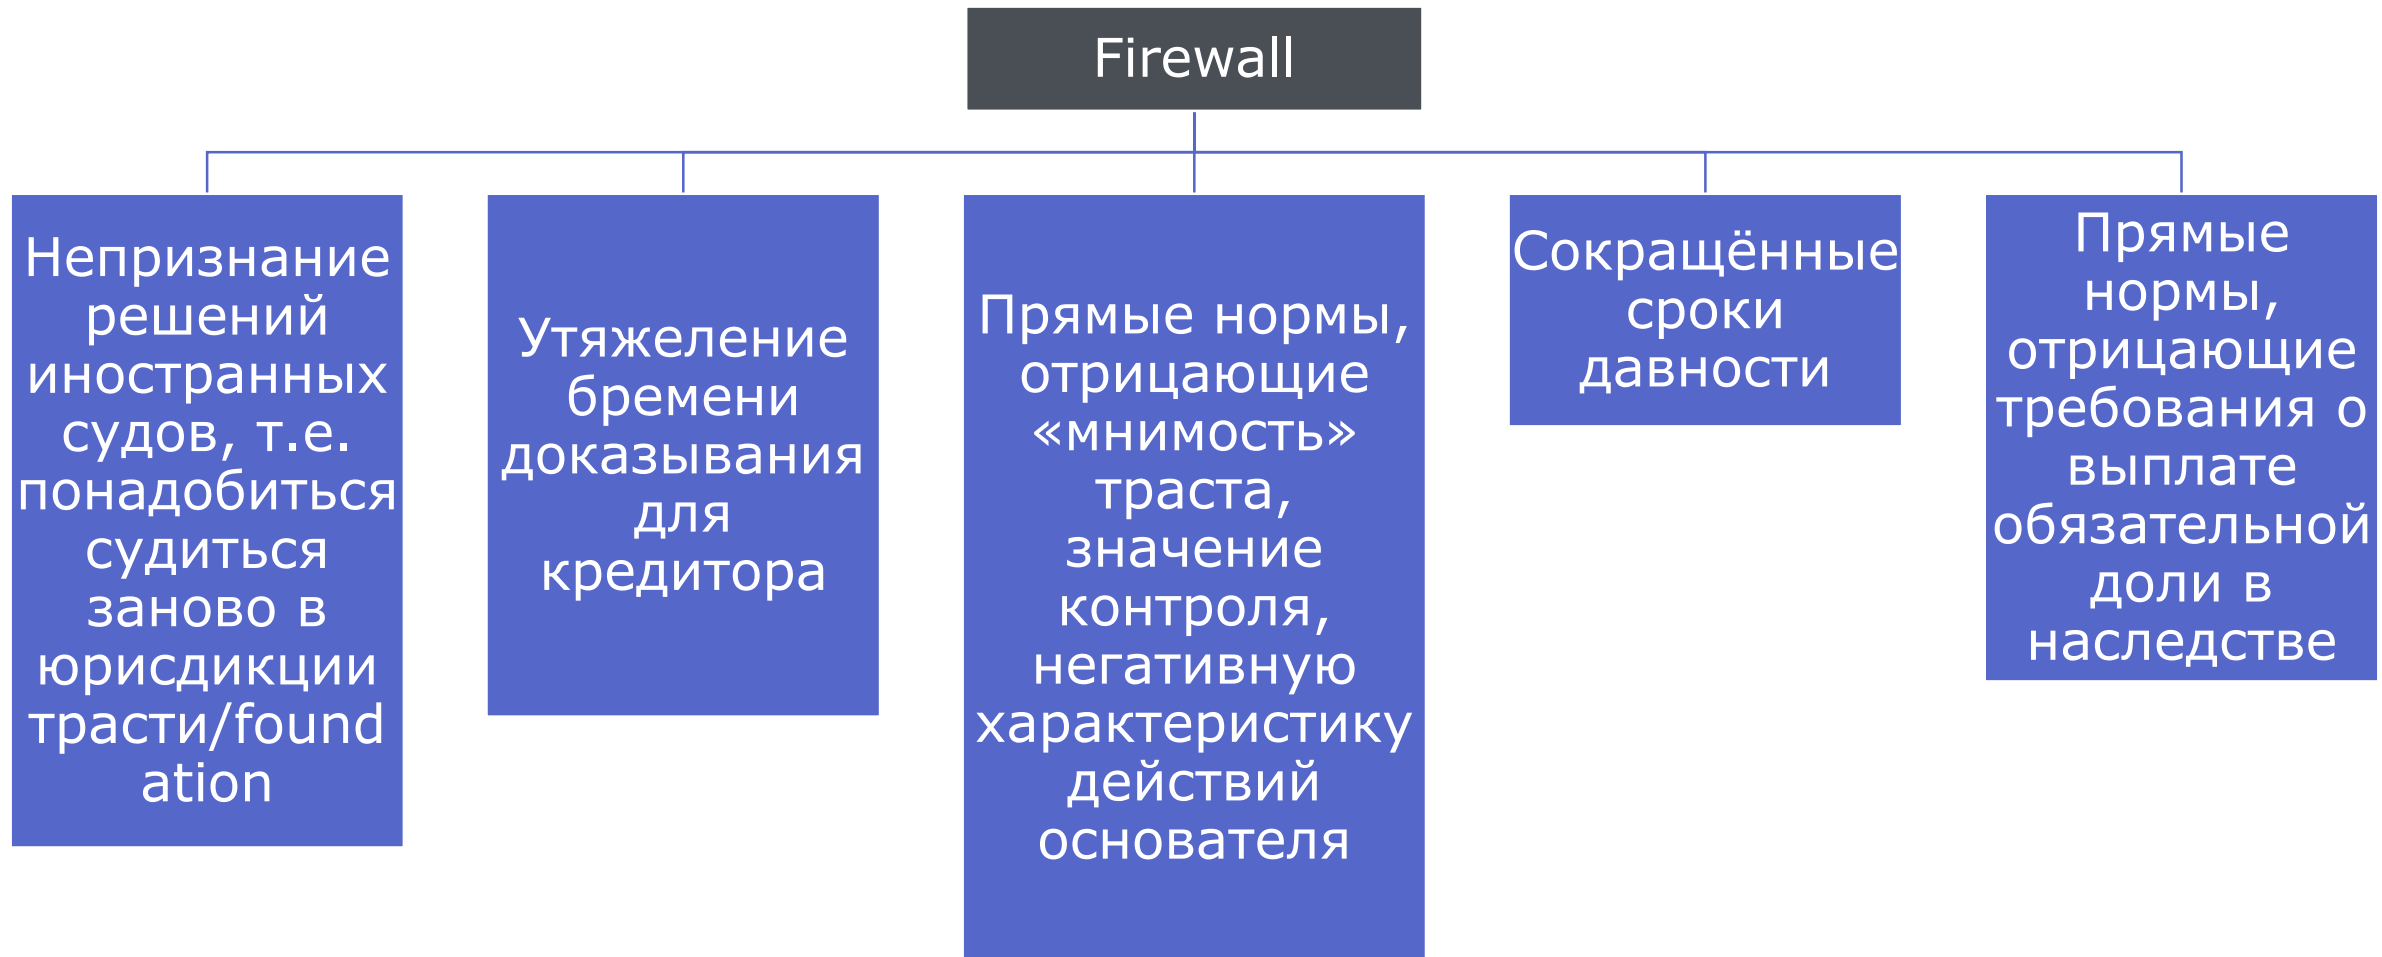 Firewall
Непризнание
решений
иностранных
судов, т.е.
понадобиться
судиться
заново в
юрисдикции
трасти/found
ation
Утяжеление
бремени
доказывания
для
кредитора
Прямые нормы,
отрицающие
«мнимость»
траста,
значение
контроля,
негативную
характеристику
действий
основателя
Сокращённые
сроки
давности
Прямые
нормы,
отрицающие
требования о
выплате
обязательной
доли в
наследстве